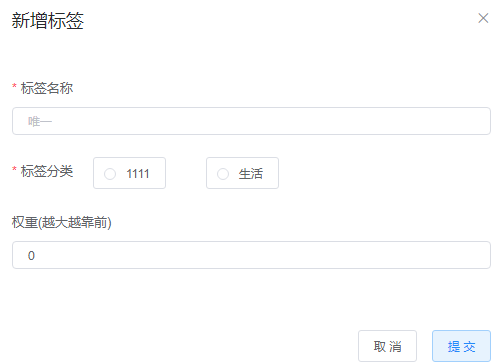 新增标签
* 标签名称
唯一
* 标签分类 1111 生活
权重(越大越靠前)
0
取 消 提 交